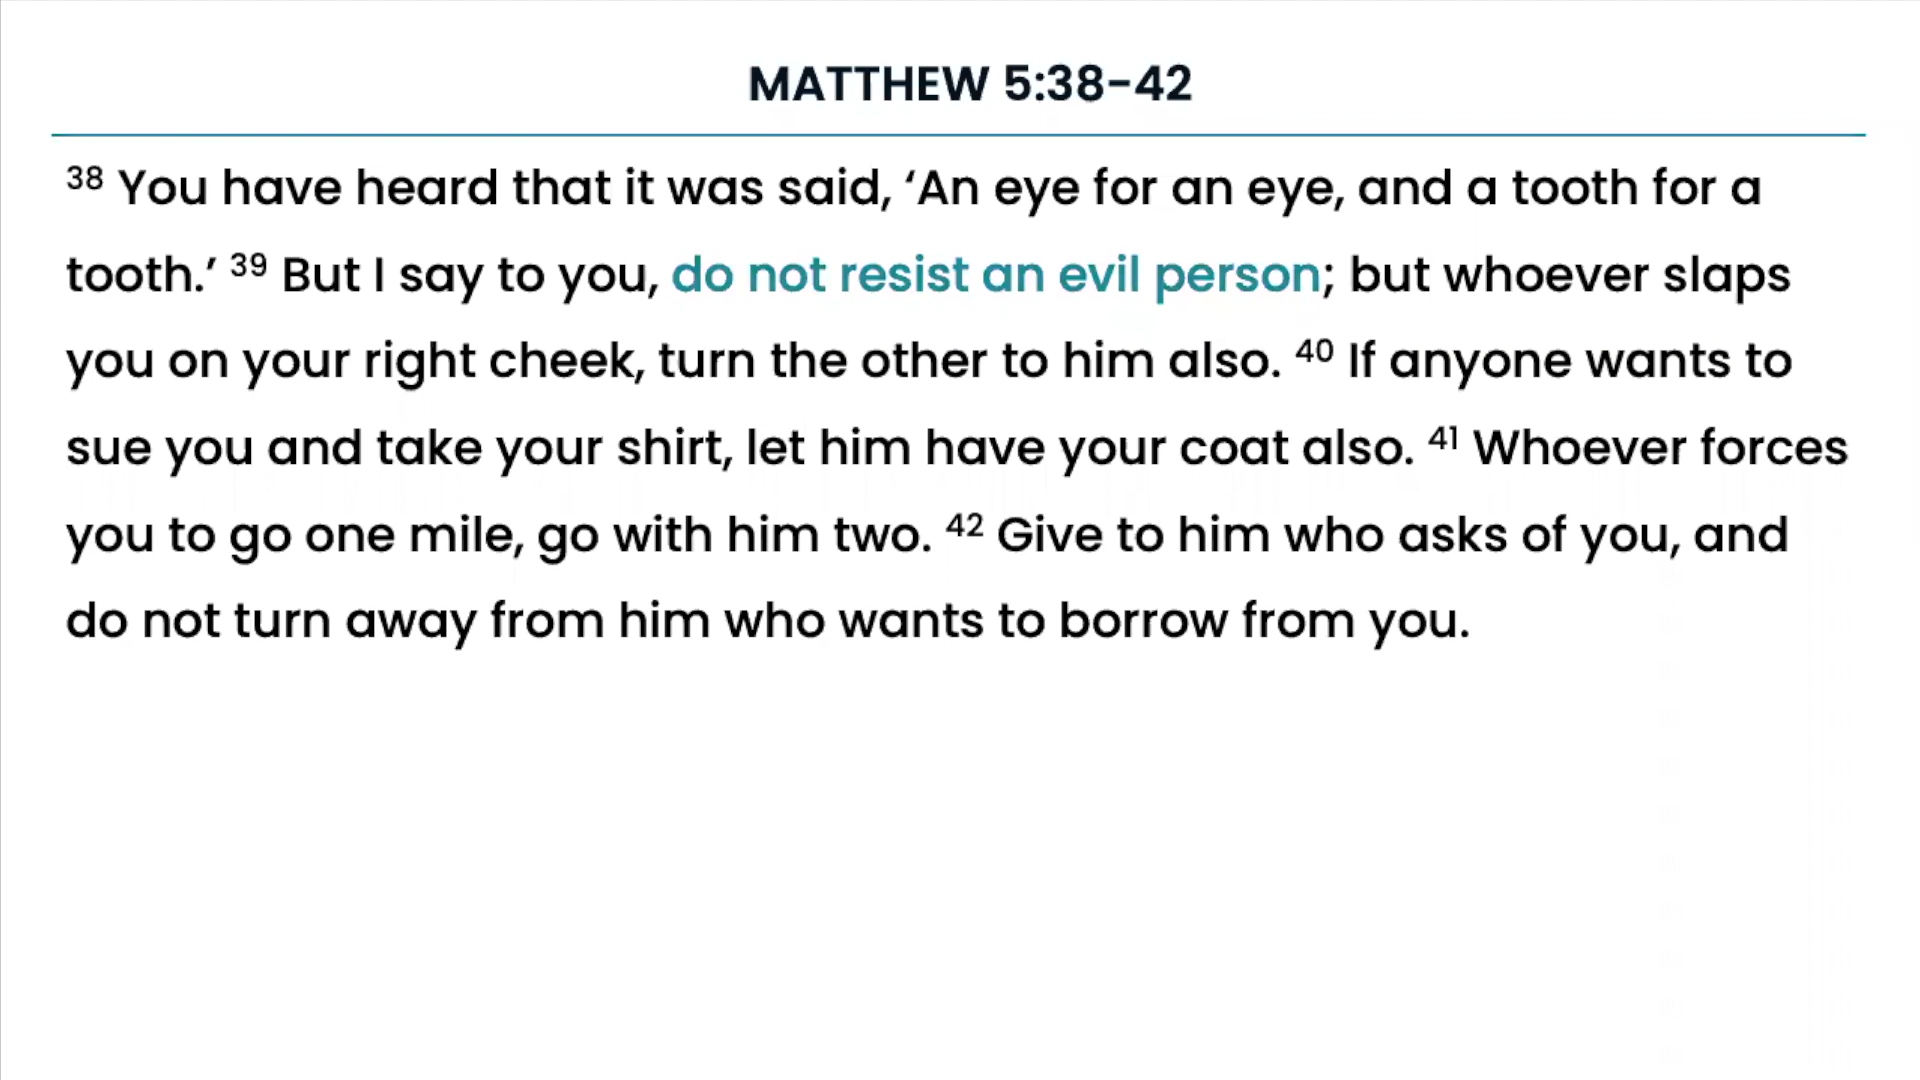 MATTHEW 5:38–42
38 You have heard that it was said, ‘An eye for an eye, and a tooth for a
tooth.’ 39 But I say to you, do not resist an evil person; but whoever slaps
you on your right cheek, turn the other to him also. 40 If anyone wants to
sue you and take your shirt, let him have your coat also. 41 Whoever forces
you to go one mile, go with him two. 42 Give to him who asks of you, and
do not turn away from him who wants to borrow from you.